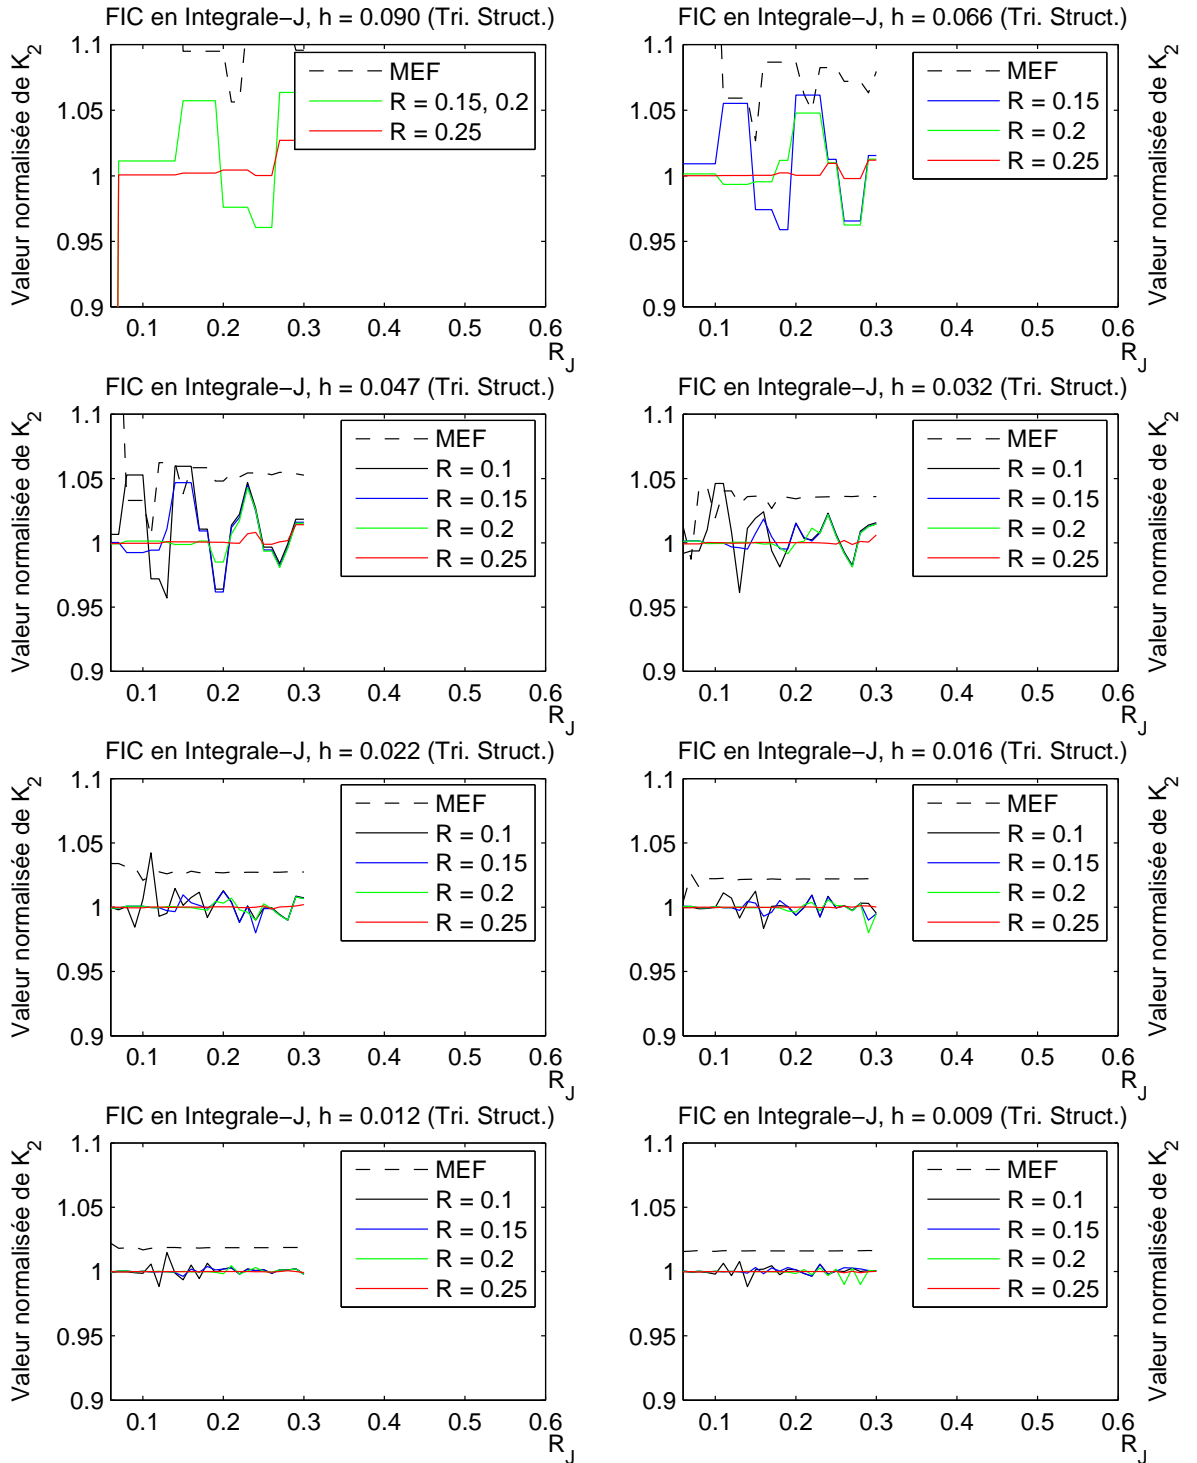 FIC en Integrale−J, h = 0.090 (Tri. Struct.)
Valeur normalisée de K2
1.1
1.05
1
0.95
0.9
0.1 0.2 0.3 0.4 0.5 0.6
RJ
MEF
R = 0.15, 0.2
R = 0.25
FIC en Integrale−J, h = 0.066 (Tri. Struct.)
Valeur normalisée de K2
1.1
1.05
1
0.95
0.9
0.1 0.2 0.3 0.4 0.5 0.6
RJ
MEF
R = 0.15
R = 0.2
R = 0.25
FIC en Integrale−J, h = 0.047 (Tri. Struct.)
Valeur normalisée de K2
1.1
1.05
1
0.95
0.9
0.1 0.2 0.3 0.4 0.5 0.6
RJ
MEF
R = 0.1
R = 0.15
R = 0.2
R = 0.25
FIC en Integrale−J, h = 0.032 (Tri. Struct.)
Valeur normalisée de K2
1.1
1.05
1
0.95
0.9
0.1 0.2 0.3 0.4 0.5 0.6
RJ
MEF
R = 0.1
R = 0.15
R = 0.2
R = 0.25
FIC en Integrale−J, h = 0.022 (Tri. Struct.)
Valeur normalisée de K2
1.1
1.05
1
0.95
0.9
0.1 0.2 0.3 0.4 0.5 0.6
RJ
MEF
R = 0.1
R = 0.15
R = 0.2
R = 0.25
FIC en Integrale−J, h = 0.016 (Tri. Struct.)
Valeur normalisée de K2
1.1
1.05
1
0.95
0.9
0.1 0.2 0.3 0.4 0.5 0.6
RJ
MEF
R = 0.1
R = 0.15
R = 0.2
R = 0.25
FIC en Integrale−J, h = 0.012 (Tri. Struct.)
Valeur normalisée de K2
1.1
1.05
1
0.95
0.9
0.1 0.2 0.3 0.4 0.5 0.6
RJ
MEF
R = 0.1
R = 0.15
R = 0.2
R = 0.25
FIC en Integrale−J, h = 0.009 (Tri. Struct.)
Valeur normalisée de K2
1.1
1.05
1
0.95
0.9
0.1 0.2 0.3 0.4 0.5 0.6
RJ
MEF
R = 0.1
R = 0.15
R = 0.2
R = 0.25